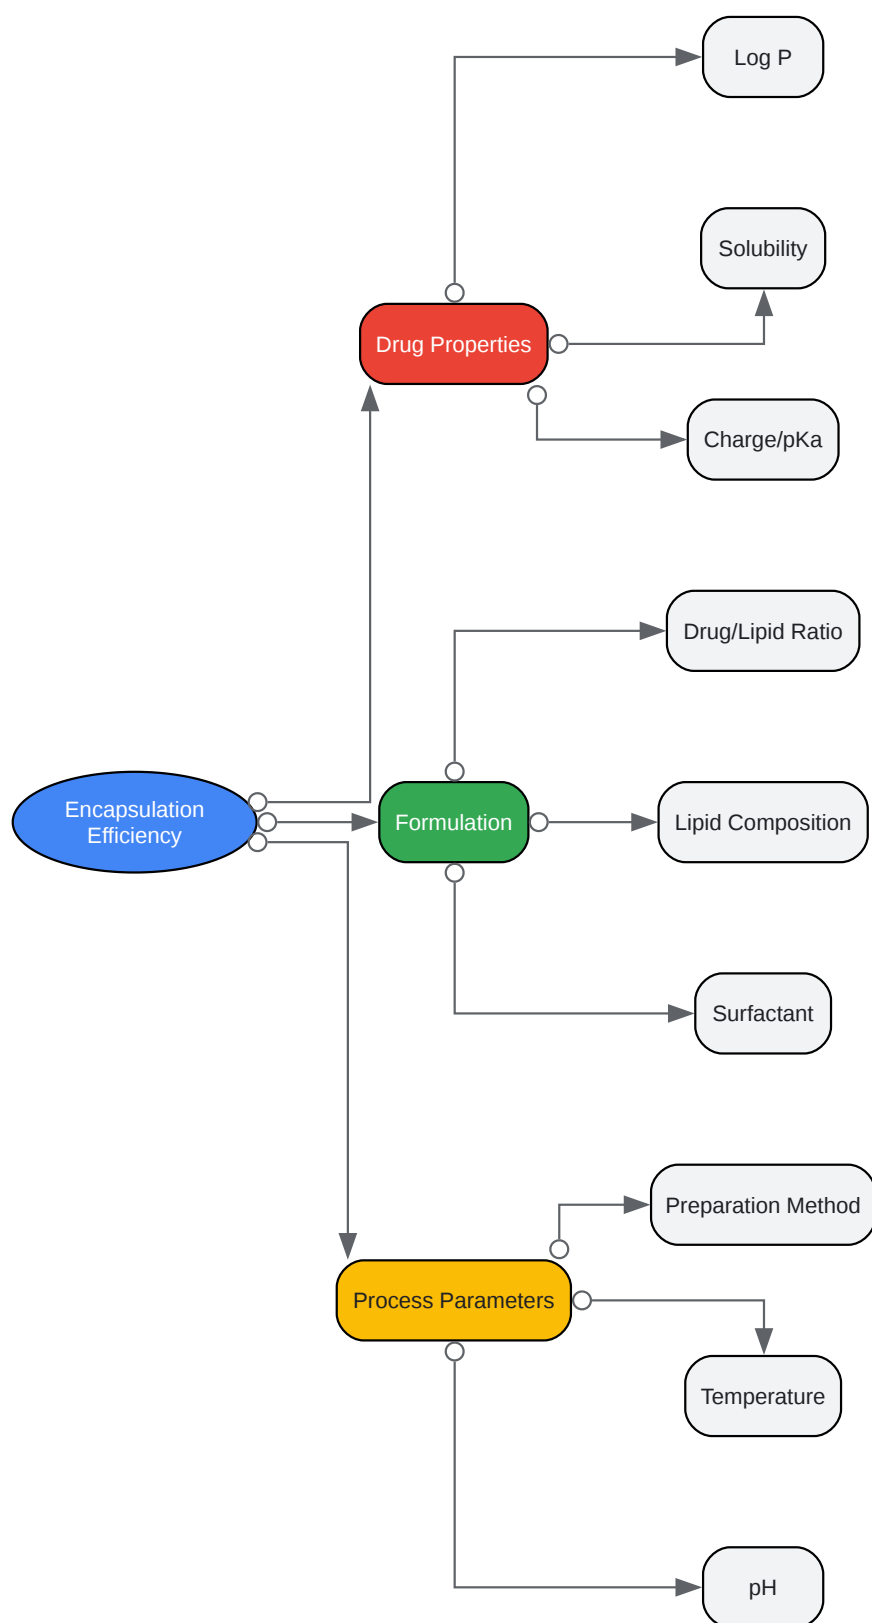 Log P
Solubility
Drug Properties
Charge/pKa
Drug/Lipid Ratio
Encapsulation
Efficiency
Formulation
Lipid Composition
Surfactant
Preparation Method
Process Parameters
Temperature
pH